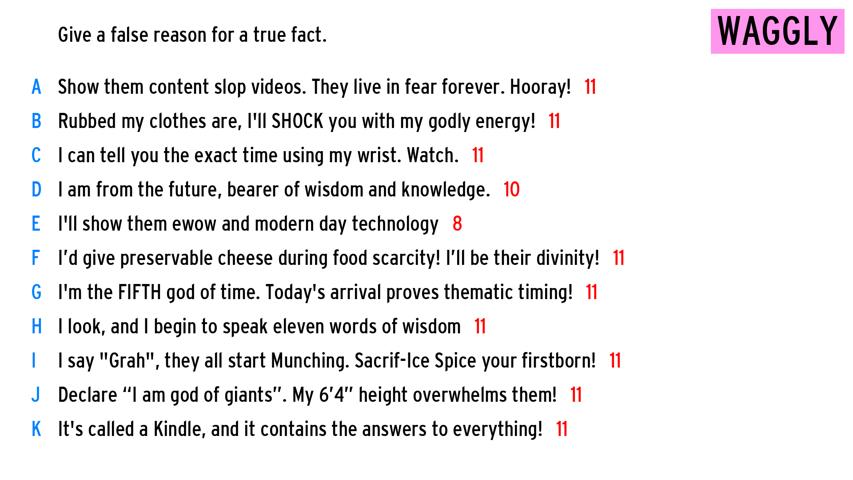 Give a false reason for a true fact.
WAGGLY
A Show them content slop videos. They live in fear forever. Hooray! 11
B Rubbed my clothes are, I'll SHOCK you with my godly energy! 11
C I can tell you the exact time using my wrist. Watch. 11
D I am from the future, bearer of wisdom and knowledge. 10
E I'll show them ewow and modern day technology 8
F I’d give preservable cheese during food scarcity! I’ll be their divinity! 11
G I'm the FIFTH god of time. Today's arrival proves thematic timing! 11
H I look, and I begin to speak eleven words of wisdom 11
I I say "Grah", they all start Munching. Sacrif-Ice Spice your firstborn! 11
J Declare “I am god of giants”. My 6’4” height overwhelms them! 11
K It's called a Kindle, and it contains the answers to everything! 11